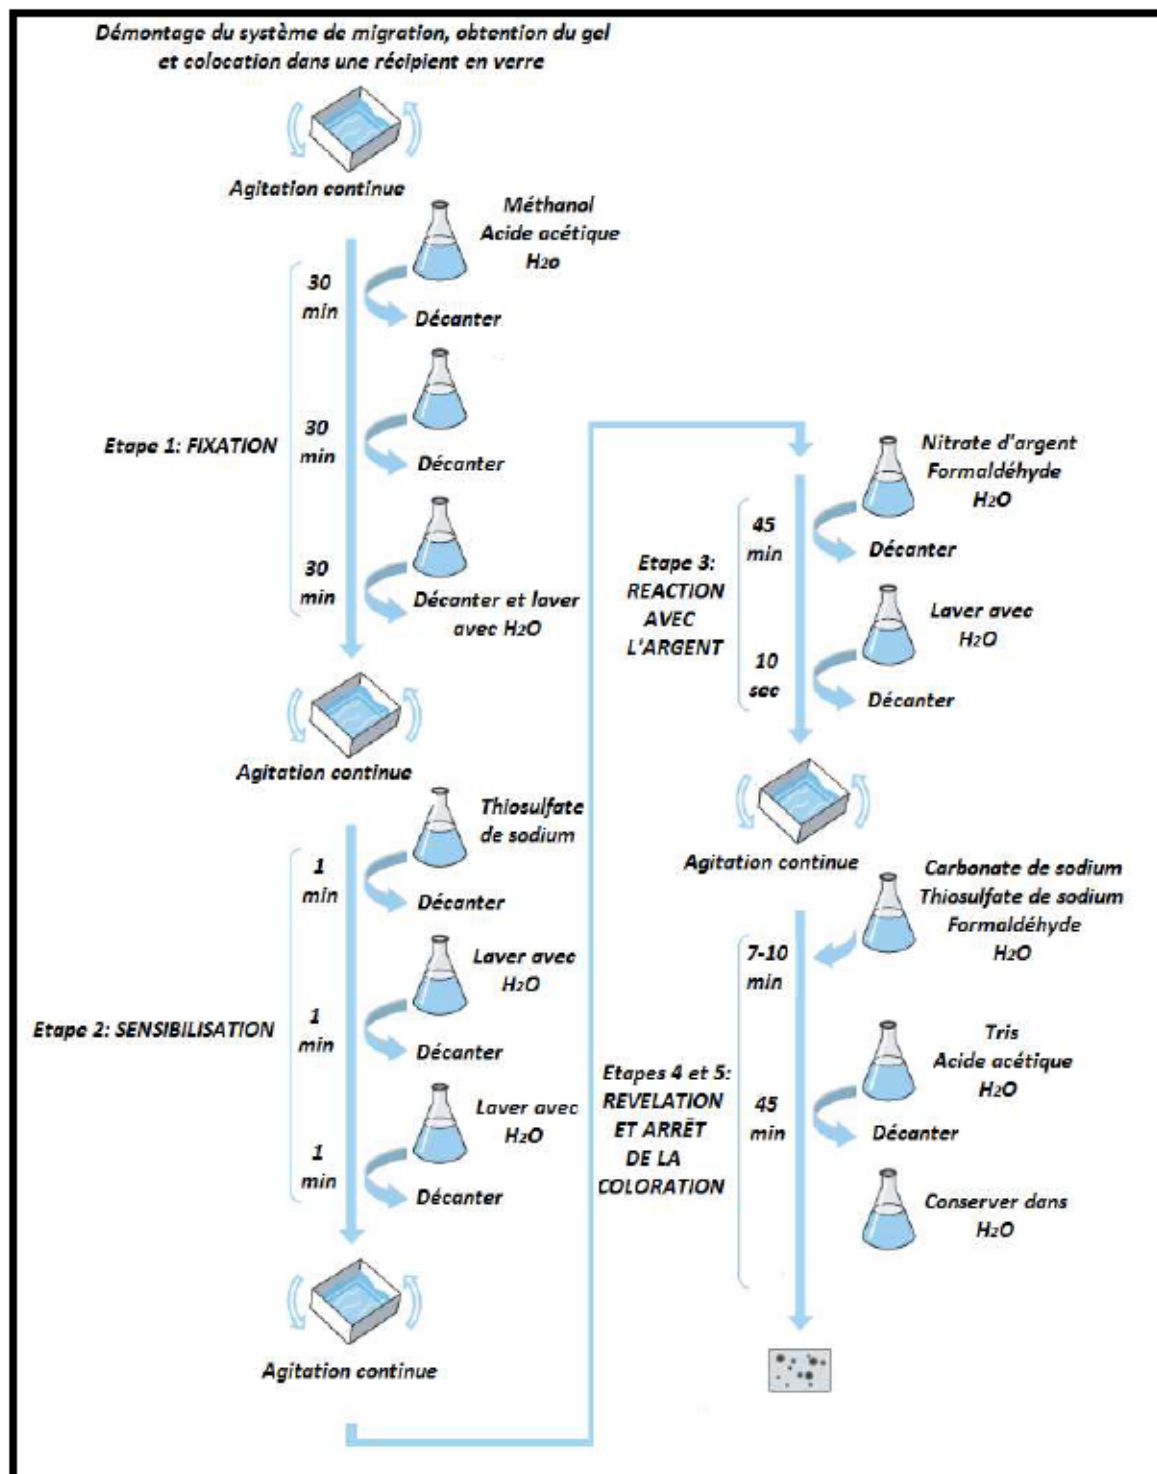 Démontage du système de migration, obtention du gel
et colocation dans une récipient en verre
Agitation continue
Méthanol
Acide acétique
H2o
30
min
Décanter
Etape 1: FIXATION
30
min
Décanter
30
min
Décanter et laver
avec H2O
Agitation continue
Thiosulfate
de sodium
1
min
Décanter
Laver avec
H2O
Etape 2: SENSIBILISATION
1
min
Décanter
Laver avec
H2O
1
min
Décanter
Agitation continue
Nitrate d'argent
Formaldéhyde
H2O
45
min
Décanter
Etape 3:
REACTION
AVEC
L'ARGENT
Laver avec
H2O
10
sec
Décanter
Agitation continue
Carbonate de sodium
Thiosulfate de sodium
Formaldéhyde
H2O
7-10
min
Tris
Acide acétique
H2O
Etapes 4 et 5:
REVELATION
ET ARRÊT
DE LA
COLORATION
45
min
Décanter
Conserver dans
H2O